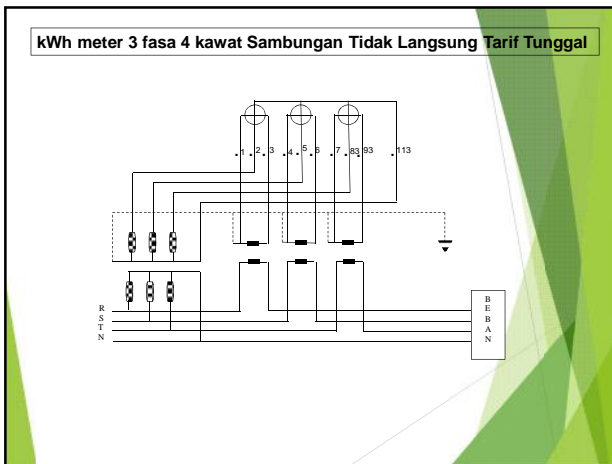 kWh meter 3 fasa 4 kawat Sambungan Tidak Langsung Tarif Tunggal
1 2 3 4 5 6 7 83 93 113
R
S
T
N
B
E
B
A
N